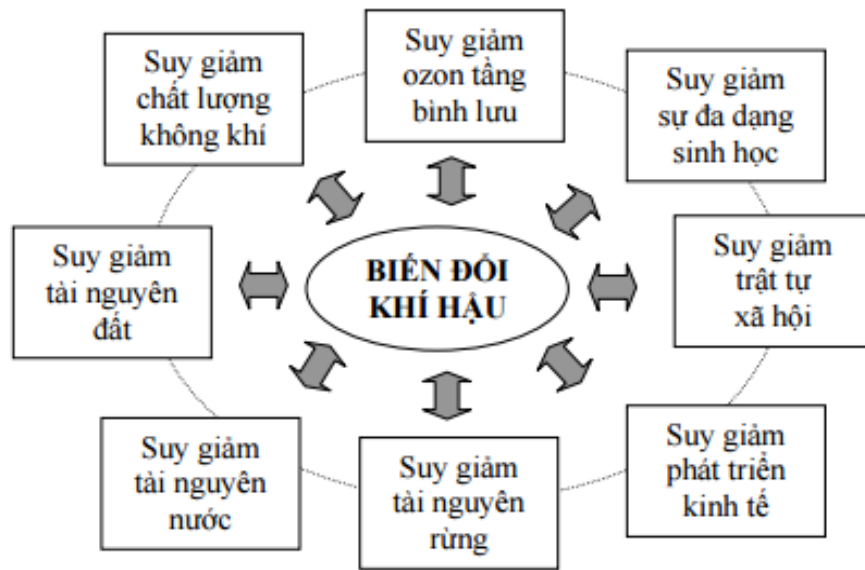 Suy giảm
ozon tầng
bình lưu
Suy giảm
chất lượng
không khí
Suy giảm
sự đa dạng
sinh học
Suy giảm
tài nguyên
đất
BIẾN ĐỔI
KHÍ HẬU
Suy giảm
trật tự
xã hội
Suy giảm
tài nguyên
nước
Suy giảm
tài nguyên
rừng
Suy giảm
phát triển
kinh tế